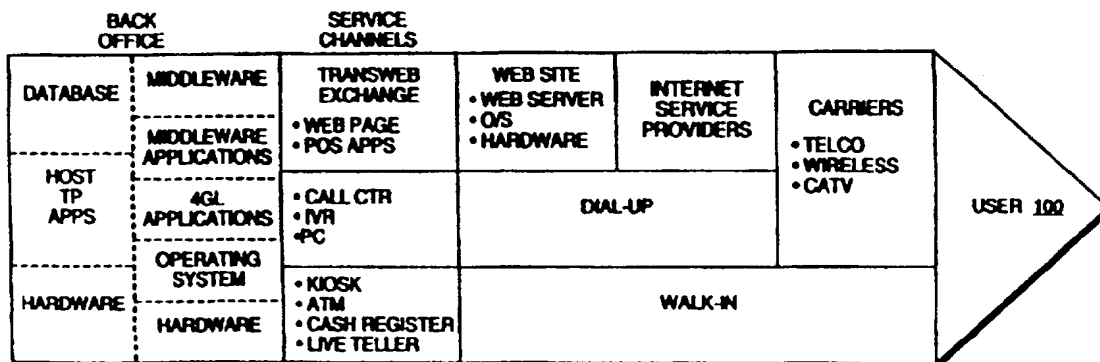 BACK
OFFICE
SERVICE
CHANNELS
DATABASE
HOST
TP
APPS
HARDWARE
MIDDLEWARE
MIDDLEWARE
APPLICATIONS
4GL
APPLICATIONS
OPERATING
SYSTEM
HARDWARE
TRANSWEB
EXCHANGE
• WEB PAGE
• POS APPS
• CALL CTR
• IVR
•PC
• KIOSK
• ATM
• CASH REGISTER
• LIVE TELLER
WEB SITE
• WEB SERVER
• O/S
• HARDWARE
INTERNET
SERVICE
PROVIDERS
DIAL-UP
WALK-IN
CARRIERS
• TELCO
• WIRELESS
• CATV
USER 100